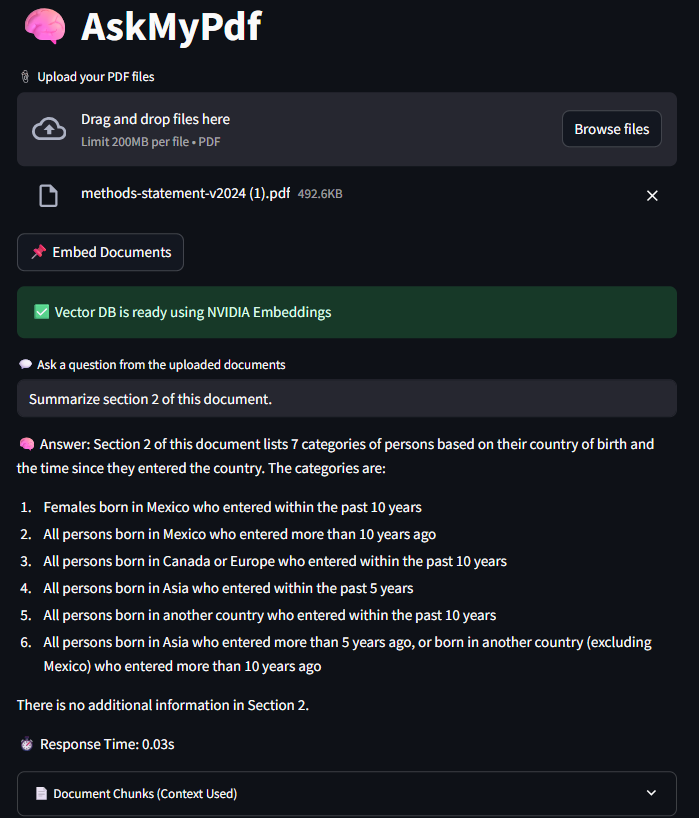 AskMyPdf
Upload your PDF files
Drag and drop files here
Limit 200MB per file • PDF
Browse files
methods-statement-v2024 (1).pdf 492.6KB
Embed Documents
Vector DB is ready using NVIDIA Embeddings
Ask a question from the uploaded documents
Summarize section 2 of this document.
Answer: Section 2 of this document lists 7 categories of persons based on their country of birth and
the time since they entered the country. The categories are:
1. Females born in Mexico who entered within the past 10 years
2. All persons born in Mexico who entered more than 10 years ago
3. All persons born in Canada or Europe who entered within the past 10 years
4. All persons born in Asia who entered within the past 5 years
5. All persons born in another country who entered within the past 10 years
6. All persons born in Asia who entered more than 5 years ago, or born in another country (excluding
Mexico) who entered more than 10 years ago
There is no additional information in Section 2.
Response Time: 0.03s
Document Chunks (Context Used)